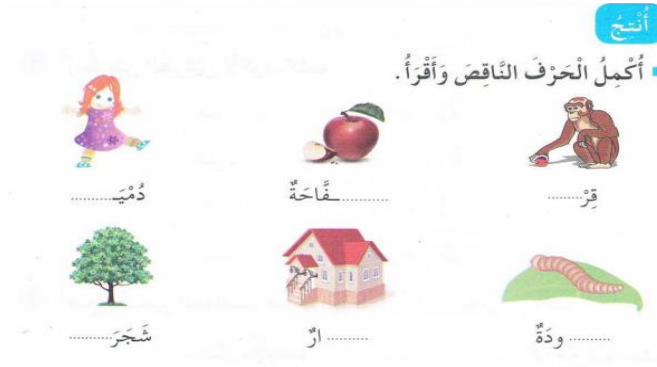 أُنْتِجُ
أُكْمِلُ الْحَرْفَ النَّاقِصَ وَأَقْرَأُ.
قِرْ.........
............ـفَّاحَةٌ
دُمْيَـ...........
.........ودَةٌ
......... ارٌ
شَجَرَ...........